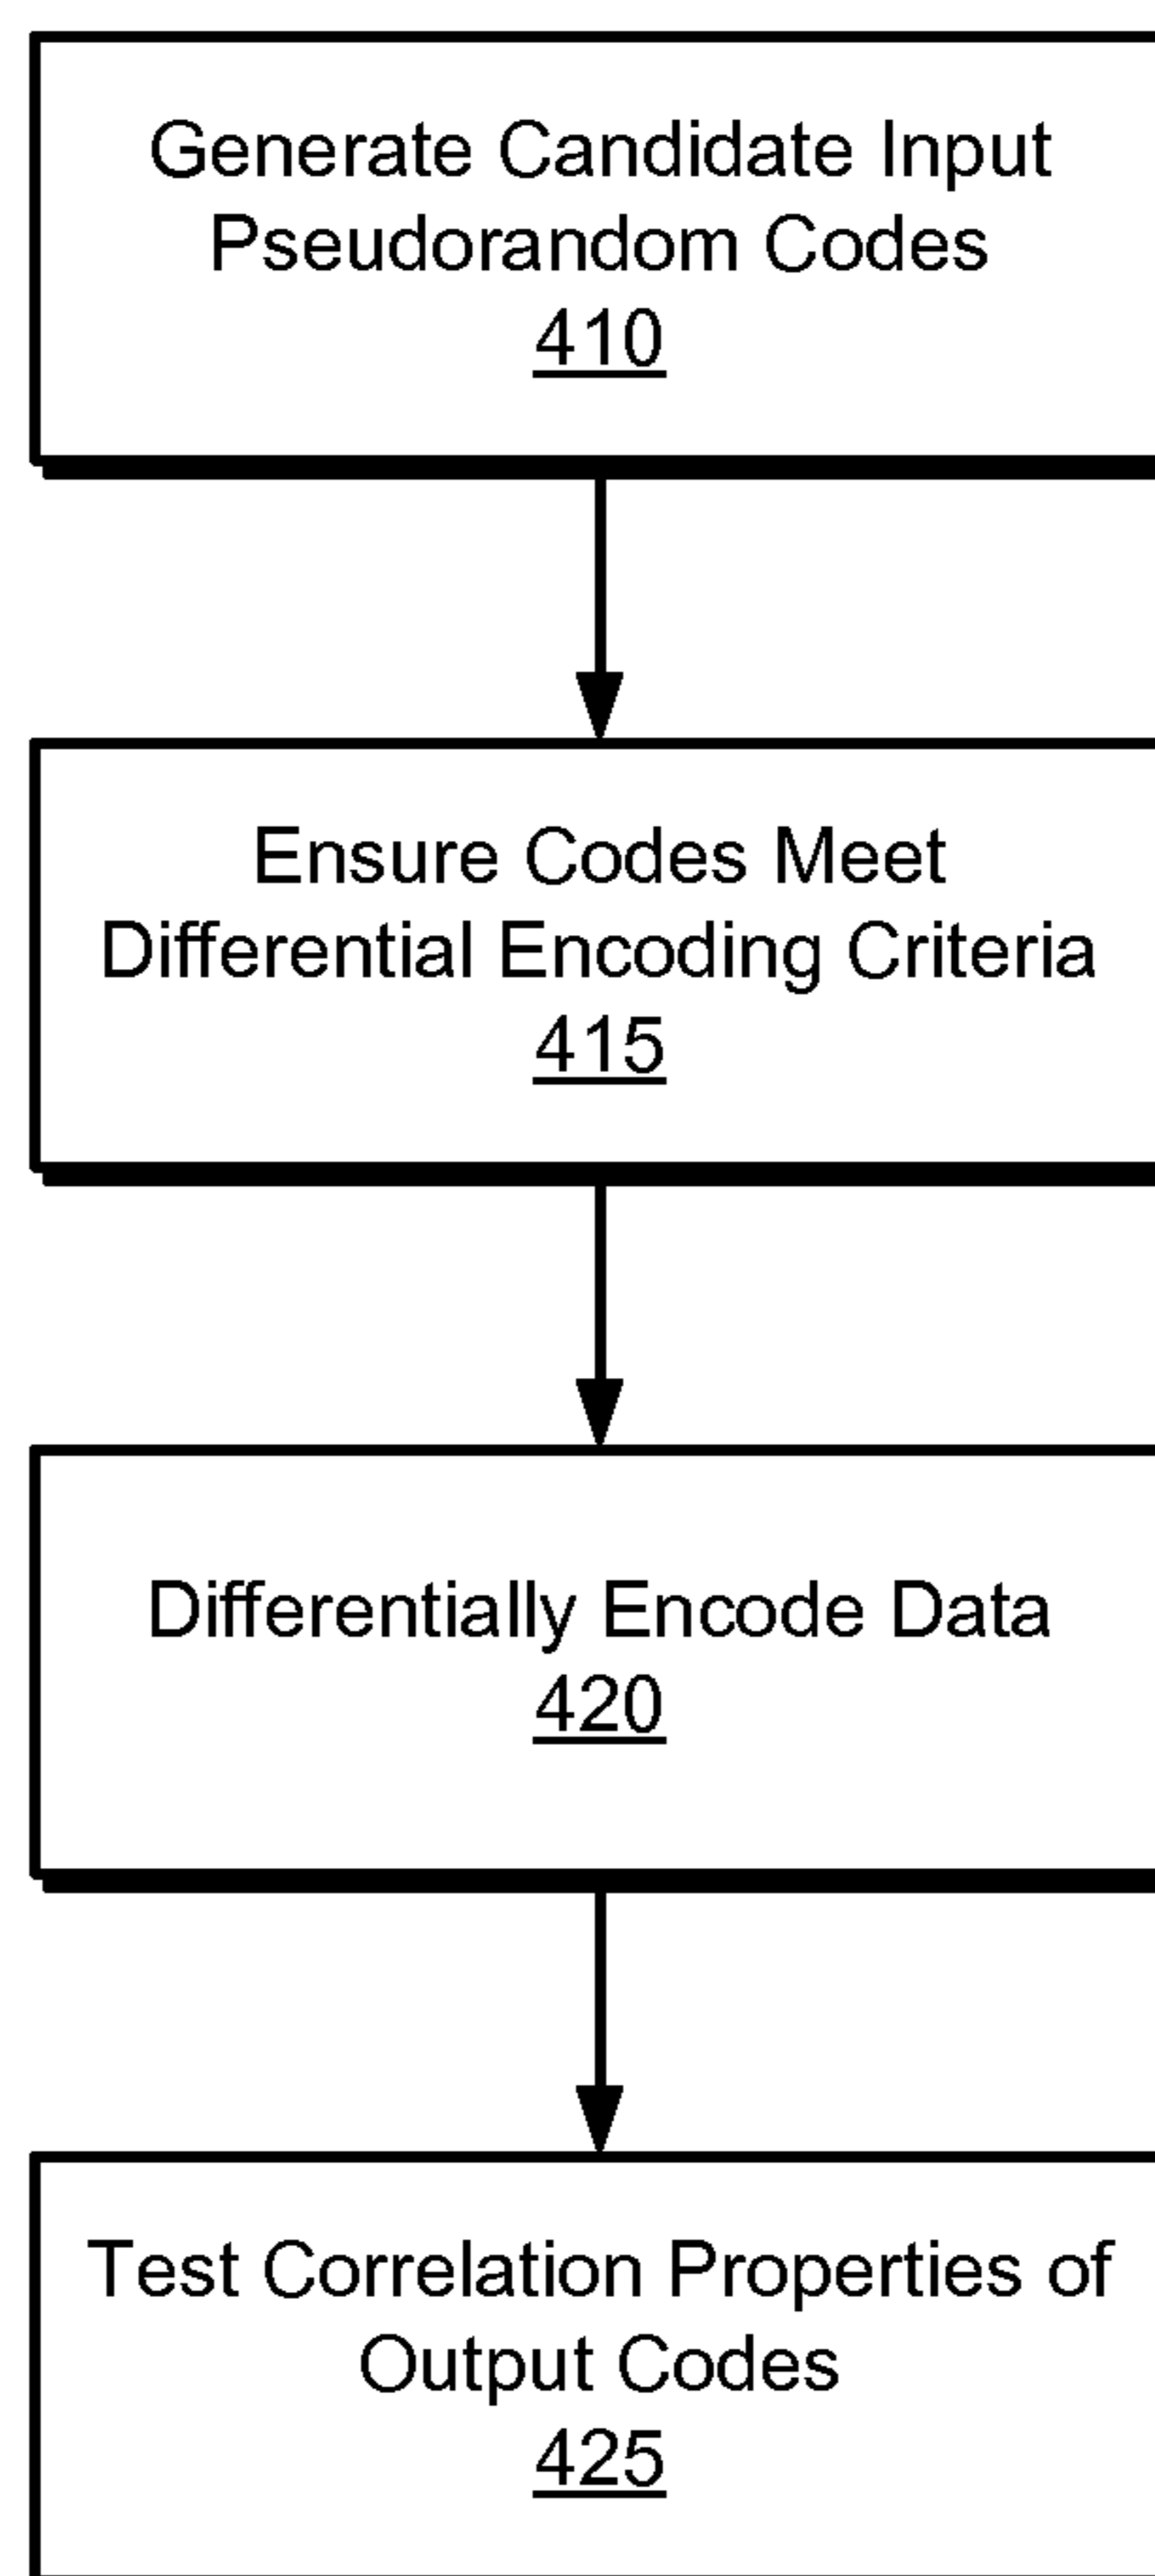 Generate Candidate Input
Pseudorandom Codes
410
Ensure Codes Meet
Differential Encoding Criteria
415
Differentially Encode Data
420
Test Correlation Properties of
Output Codes
425